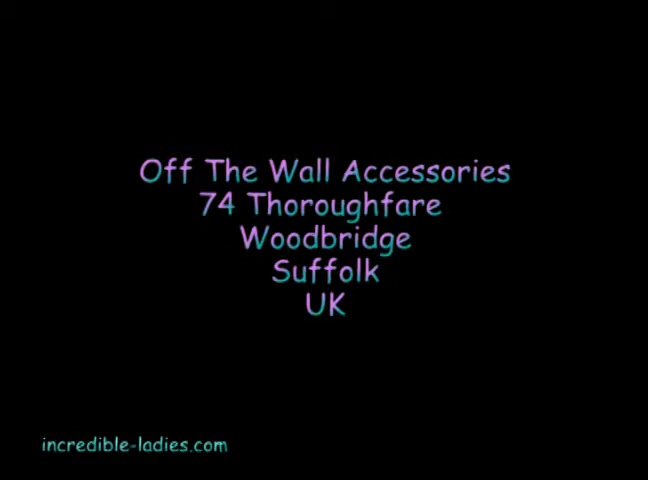 Off The Wall Accessories
74 Thoroughfare
Woodbridge
Suffolk
UK
incredible-ladies.com